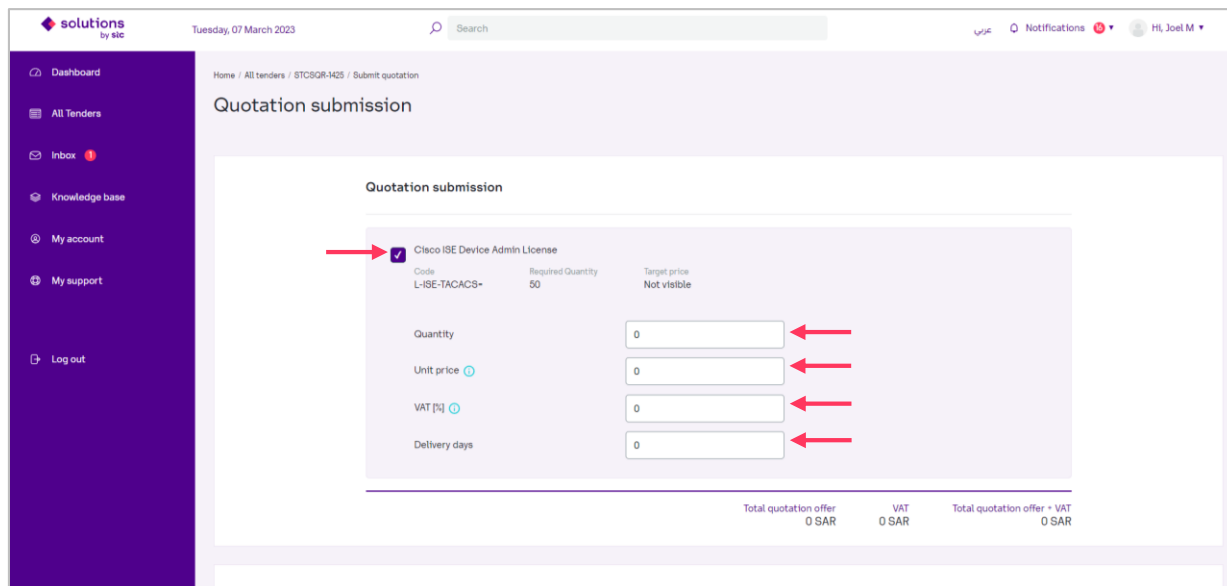 solutions
by stc
Tuesday, 07 March 2023
Search
عربي
Notifications 16
Hi, Joel M
Dashboard
All Tenders
Inbox 1
Knowledge base
My account
My support
Log out
Home / All tenders / STCSQR-1425 / Submit quotation
Quotation submission
Quotation submission
Cisco ISE Device Admin License
Code Required Quantity Target price
L-ISE-TACACS= 50 Not visible
Quantity 0
Unit price 0
VAT [%] 0
Delivery days 0
Total quotation offer VAT Total quotation offer + VAT
0 SAR 0 SAR 0 SAR